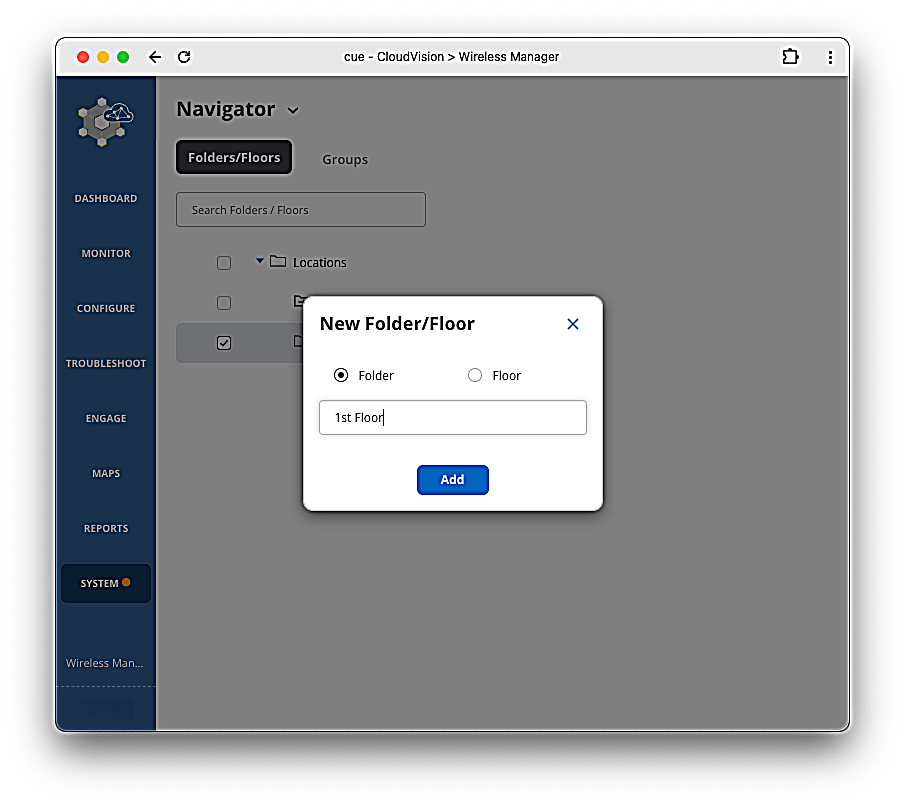 cue - CloudVision > Wireless Manager
Navigator
Folders/Floors
Groups
Search Folders / Floors
Locations
DASHBOARD
MONITOR
CONFIGURE
TROUBLESHOOT
ENGAGE
MAPS
REPORTS
SYSTEM
Wireless Man...
New Folder/Floor
Folder
Floor
1st Floor
Add